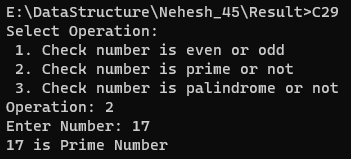 E:\DataStructure\Nehesh_45\Result>C29
Select Operation:
 1. Check number is even or odd
 2. Check number is prime or not
 3. Check number is palindrome or not
Operation: 2
Enter Number: 17
17 is Prime Number